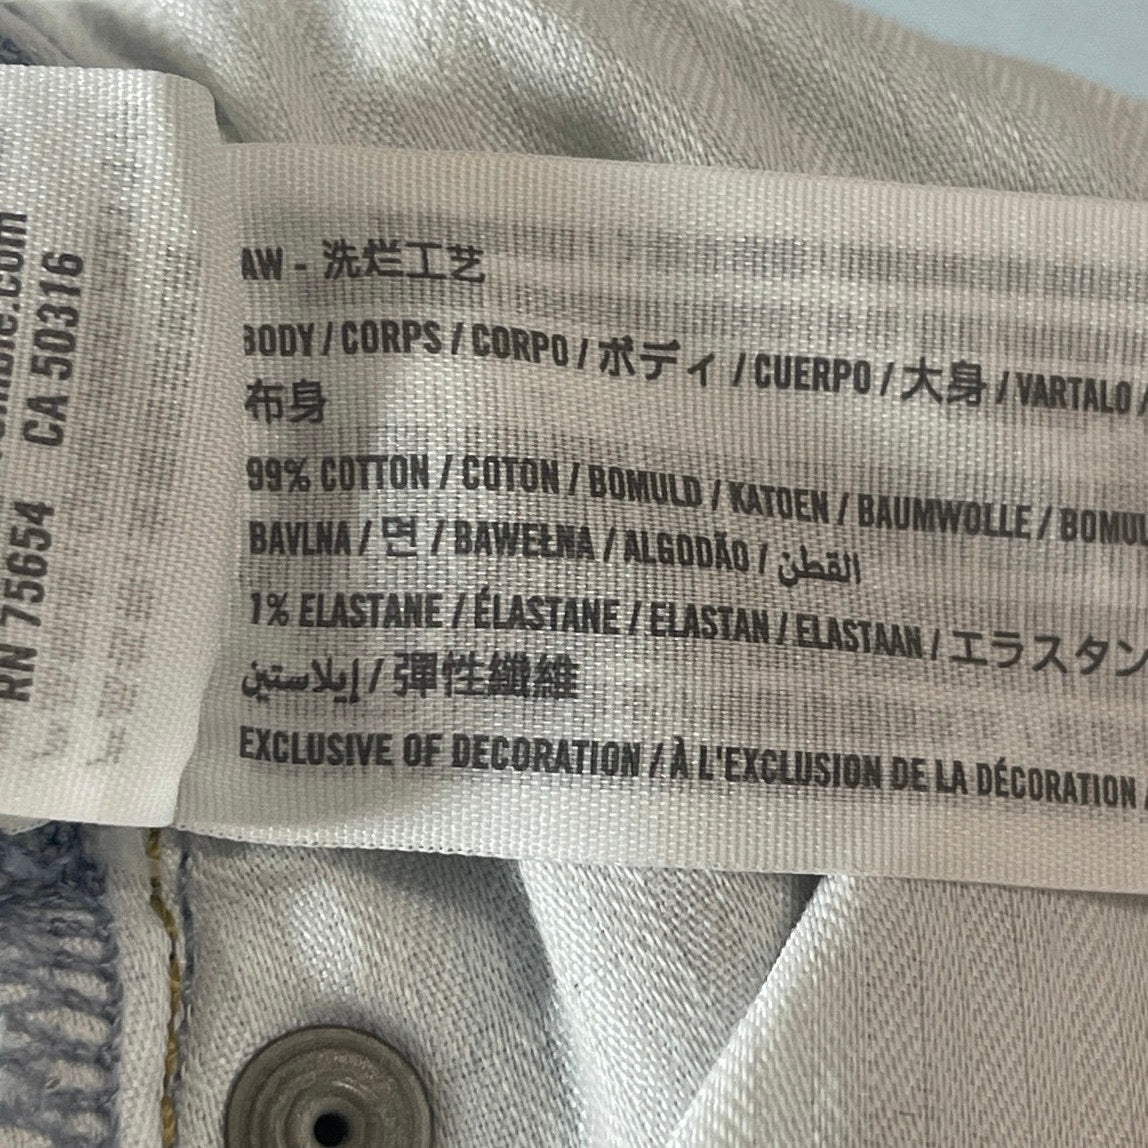 RN 75654 CA 50316
AW - 洗烂工艺
BODY / CORPS / CORPO / ボディ / CUERPO / 大身 / VARTALO /
布身
99% COTTON / COTON / BOMULD / KATOEN / BAUMWOLLE / BOMUL
BAVLNA / 면 / BAWEŁNA / ALGODÃO / القطن
1% ELASTANE / ÉLASTANE / ELASTAN / ELASTAAN / エラスタン
إيلاستين / 彈性纖維
EXCLUSIVE OF DECORATION / À L'EXCLUSION DE LA DÉCORATION